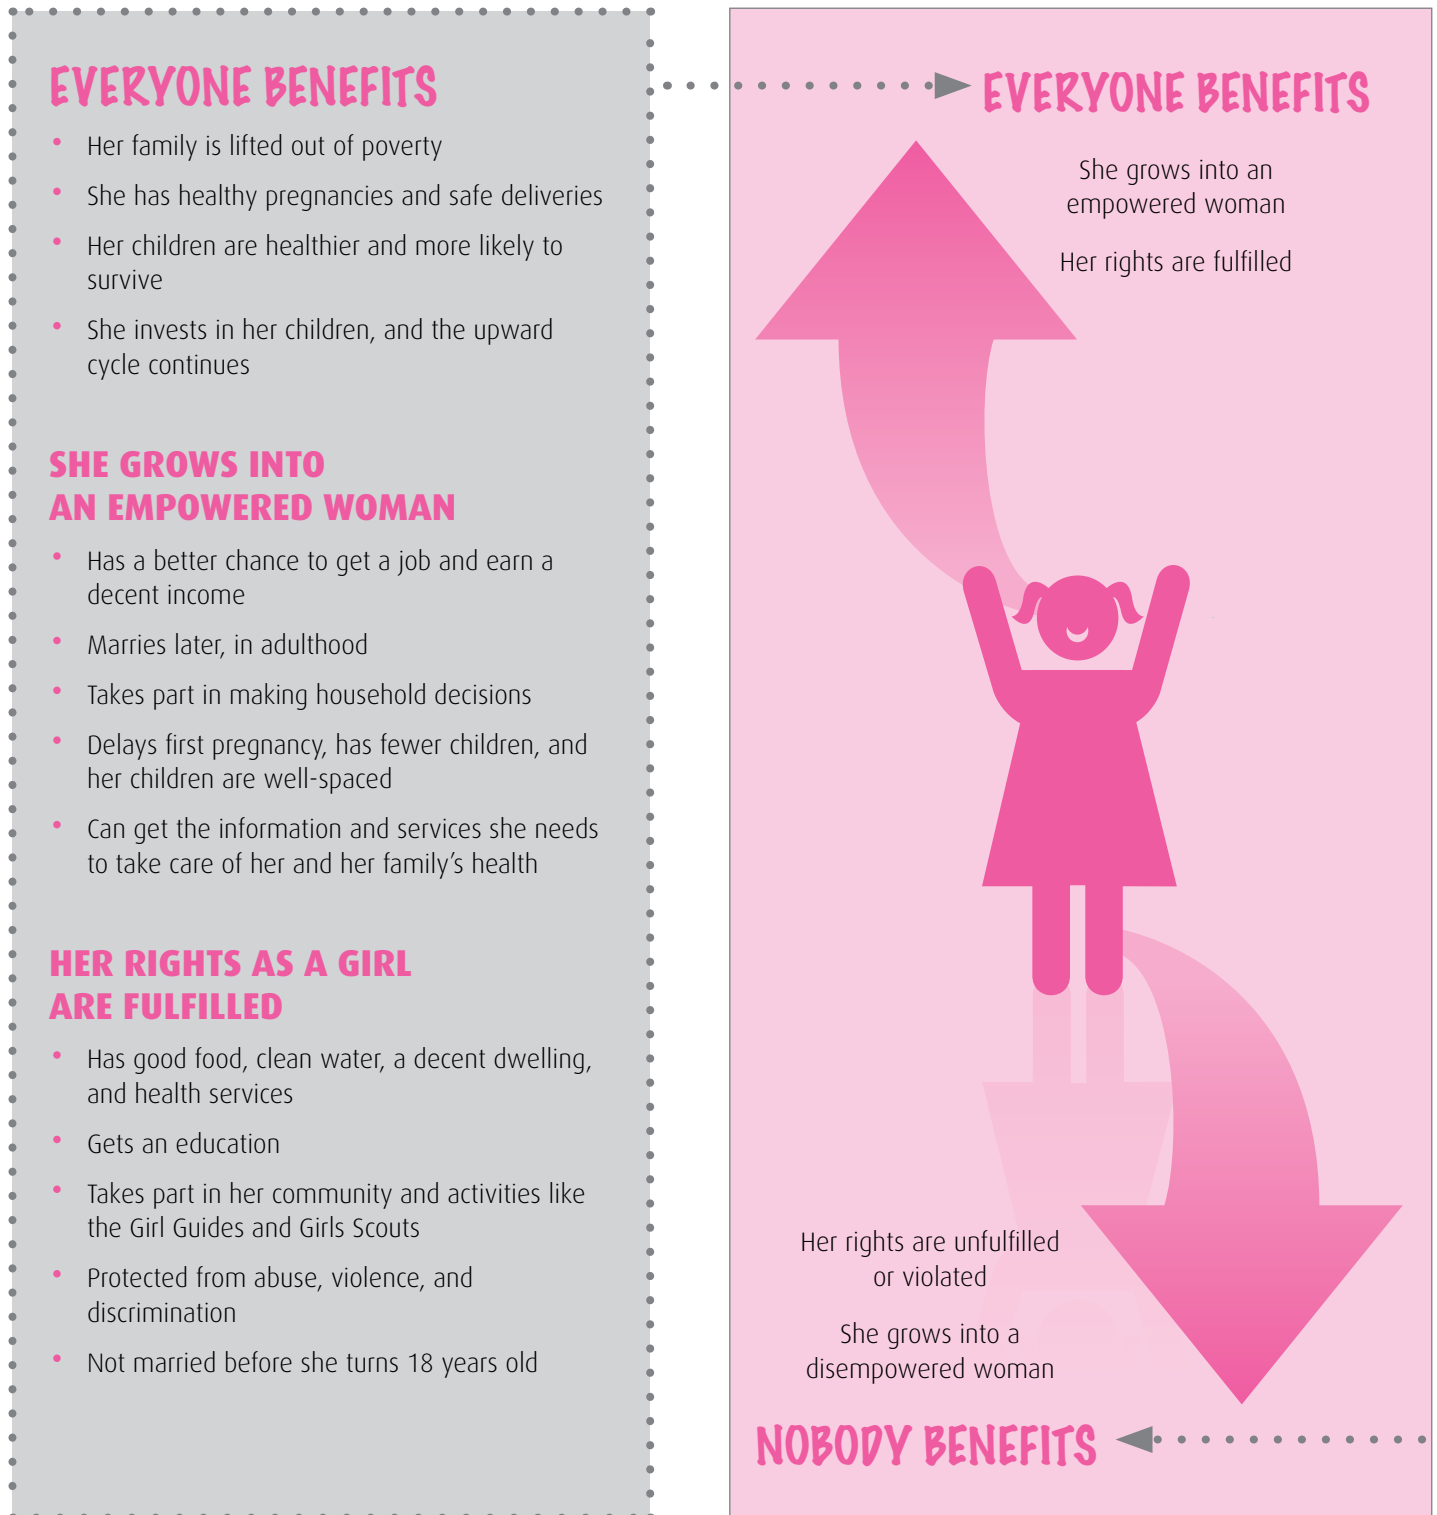 EVERYONE BENEFITS
• Her family is lifted out of poverty
• She has healthy pregnancies and safe deliveries
• Her children are healthier and more likely to
survive
• She invests in her children, and the upward
cycle continues
SHE GROWS INTO
AN EMPOWERED WOMAN
• Has a better chance to get a job and earn a
decent income
• Marries later, in adulthood
• Takes part in making household decisions
• Delays first pregnancy, has fewer children, and
her children are well-spaced
• Can get the information and services she needs
to take care of her and her family's health
HER RIGHTS AS A GIRL
ARE FULFILLED
• Has good food, clean water, a decent dwelling,
and health services
• Gets an education
• Takes part in her community and activities like
the Girl Guides and Girls Scouts
• Protected from abuse, violence, and
discrimination
• Not married before she turns 18 years old
EVERYONE BENEFITS
She grows into an
empowered woman
Her rights are fulfilled
Her rights are unfulfilled
or violated
She grows into a
disempowered woman
NOBODY BENEFITS